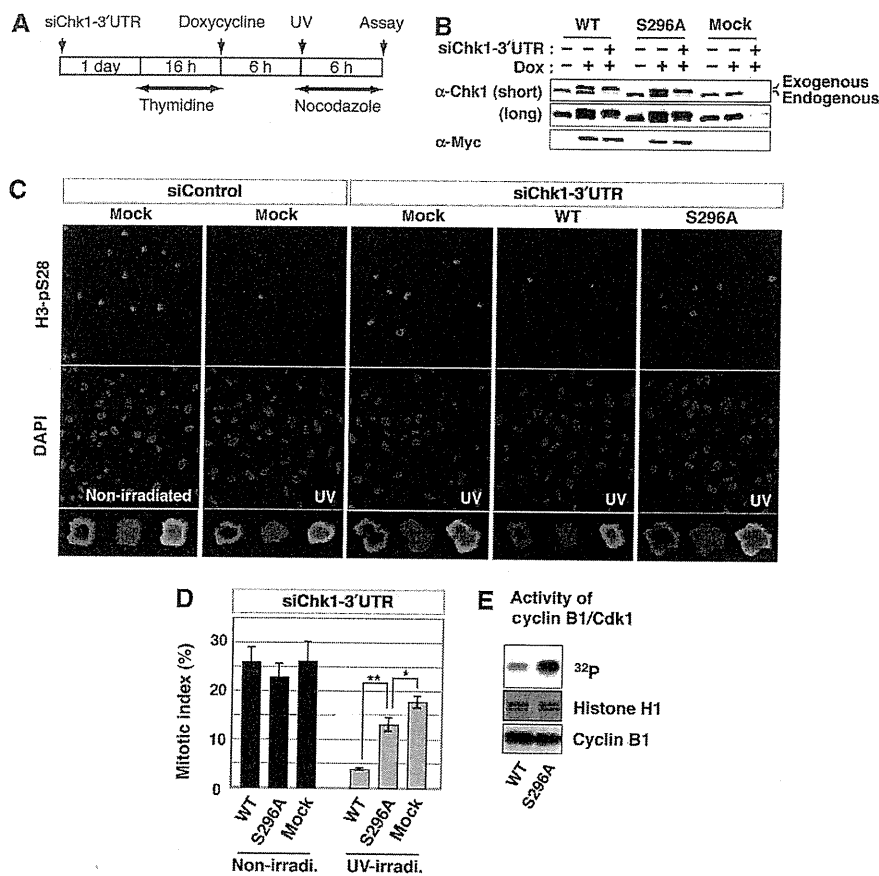 A
siChk1-3'UTR Doxycycline UV Assay
1 day 16 h 6 h 6 h
Thymidine Nocodazole
B
WT S296A Mock
siChk1-3'UTR : − − + − − + − − +
Dox : − + + − + + − + +
α-Chk1 (short) Exogenous
Endogenous
(long)
α-Myc
C
siControl siChk1-3'UTR
Mock Mock Mock WT S296A
H3-pS28
DAPI
Non-irradiated UV UV UV UV
D
siChk1-3'UTR
Mitotic index (%)
30
20
10
0
** *
WT S296A Mock WT S296A Mock
Non-irradi. UV-irradi.
E
Activity of
cyclin B1/Cdk1
32P
Histone H1
Cyclin B1
WT S296A